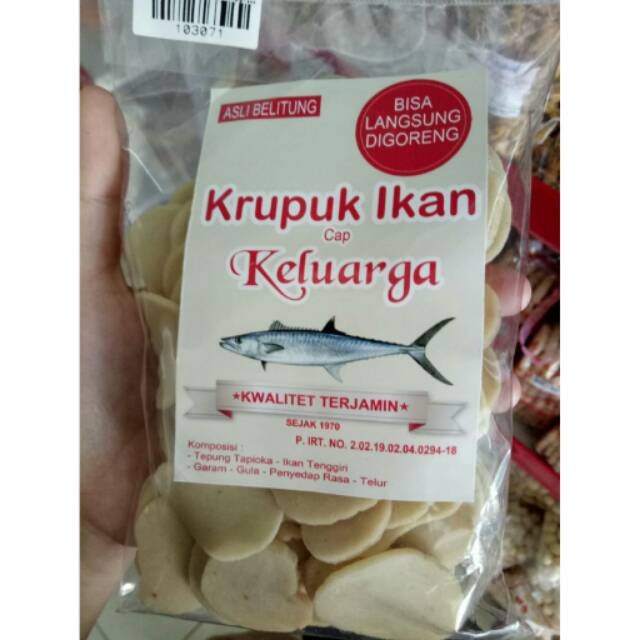 103071
ASLI BELITUNG
BISA
LANGSUNG
DIGORENG
Krupuk Ikan
Cap
Keluarga
★KWALITET TERJAMIN★
SEJAK 1970
P. IRT. NO. 2.02.19.02.04.0294-18
Komposisi :
- Tepung Tapioka - Ikan Tenggiri
- Garam - Gula - Penyedap Rasa - Telur